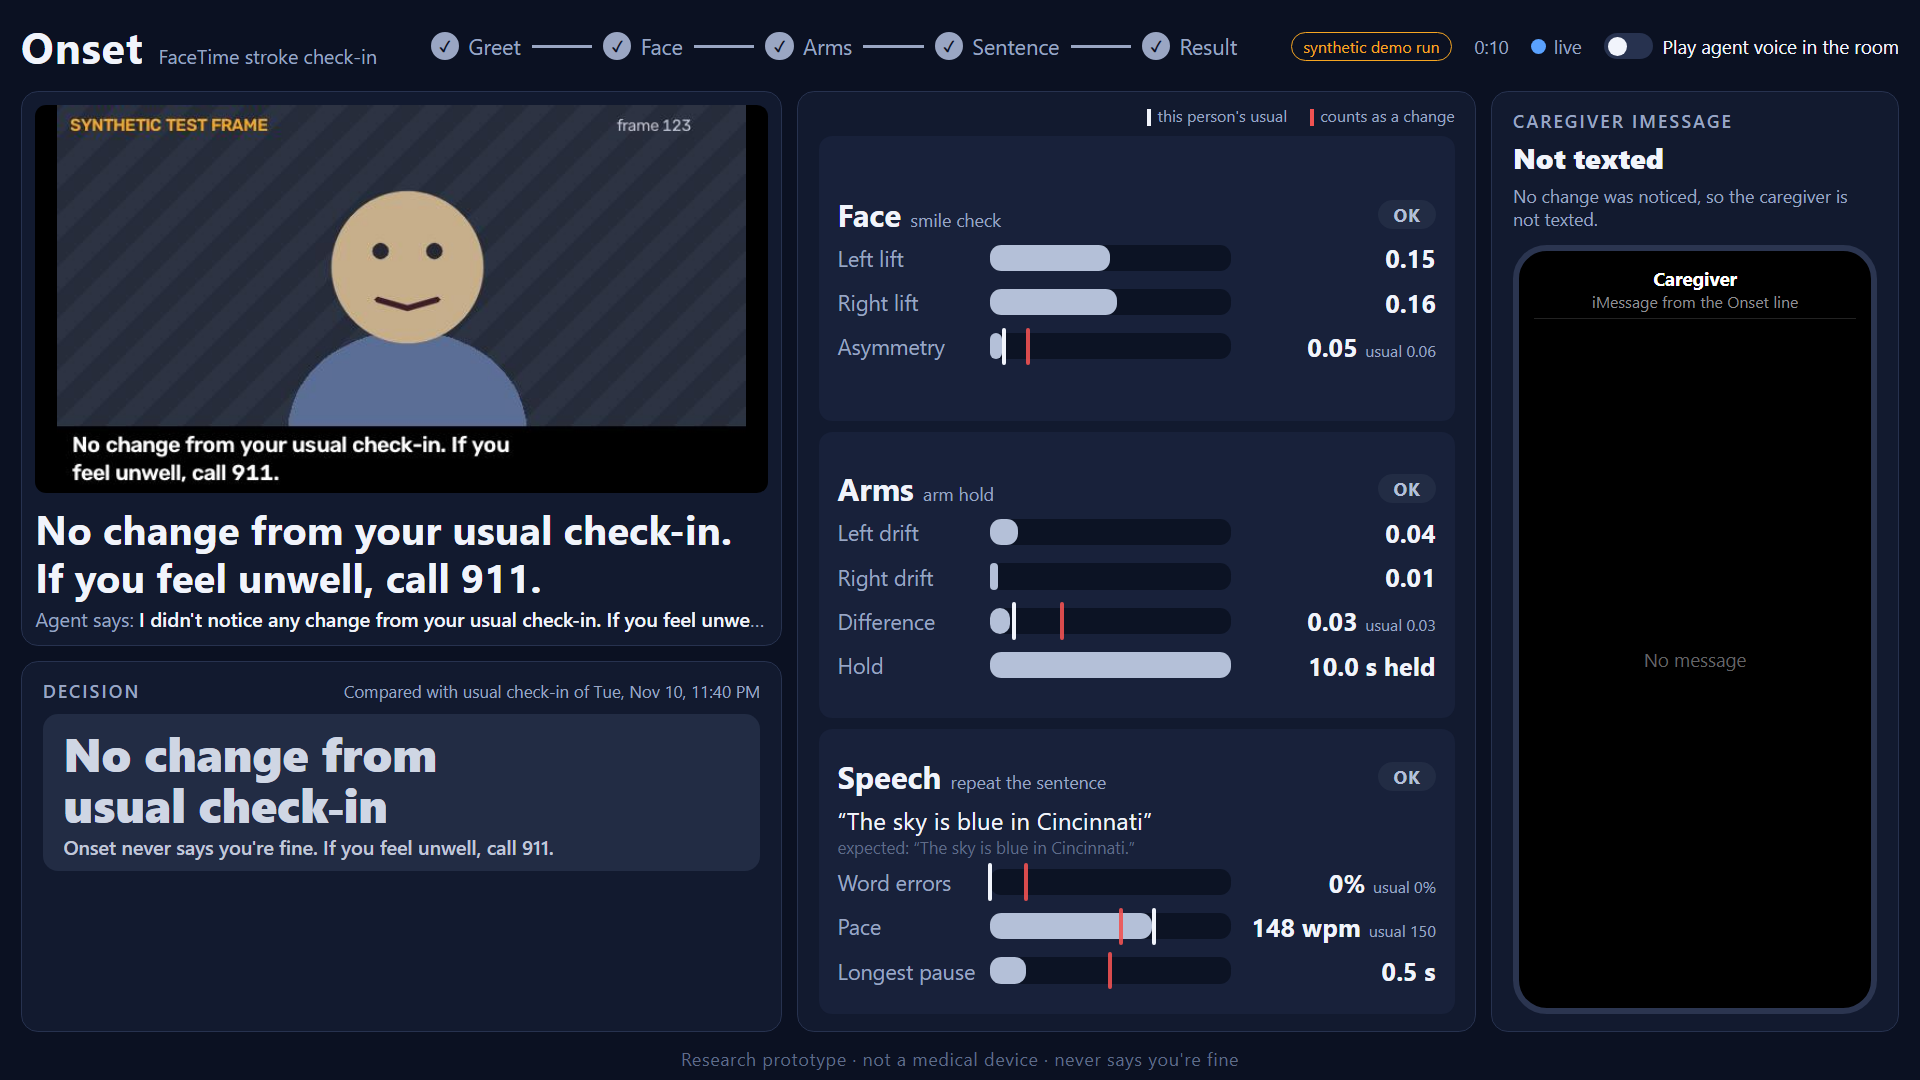 Onset FaceTime stroke check-in
✓ Greet ✓ Face ✓ Arms ✓ Sentence ✓ Result
synthetic demo run 0:10 live Play agent voice in the room
SYNTHETIC TEST FRAME frame 123
No change from your usual check-in. If you
feel unwell, call 911.
No change from your usual check-in.
If you feel unwell, call 911.
Agent says: I didn't notice any change from your usual check-in. If you feel unwe...
DECISION Compared with usual check-in of Tue, Nov 10, 11:40 PM
No change from
usual check-in
Onset never says you're fine. If you feel unwell, call 911.
this person's usual counts as a change
Face smile check OK
Left lift 0.15
Right lift 0.16
Asymmetry 0.05 usual 0.06
Arms arm hold OK
Left drift 0.04
Right drift 0.01
Difference 0.03 usual 0.03
Hold 10.0 s held
Speech repeat the sentence OK
“The sky is blue in Cincinnati”
expected: “The sky is blue in Cincinnati.”
Word errors 0% usual 0%
Pace 148 wpm usual 150
Longest pause 0.5 s
CAREGIVER IMESSAGE
Not texted
No change was noticed, so the caregiver is
not texted.
Caregiver
iMessage from the Onset line
No message
Research prototype · not a medical device · never says you're fine